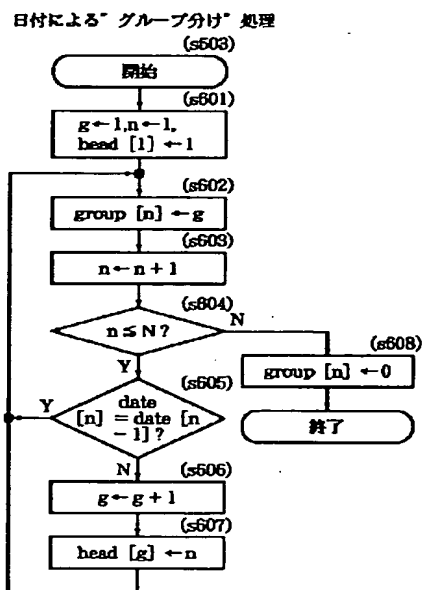 日付による"グループ分け"処理
(s503)
開始
(s601)
g←1,n←1,
head [1] ←1
(s602)
group [n] ←g
(s603)
n←n+1
(s604)
n≦N?
N
Y
(s608)
group [n] ←0
終了
(s605)
date
[n] =date [n
-1]?
Y
N
(s606)
g←g+1
(s607)
head [g] ←n